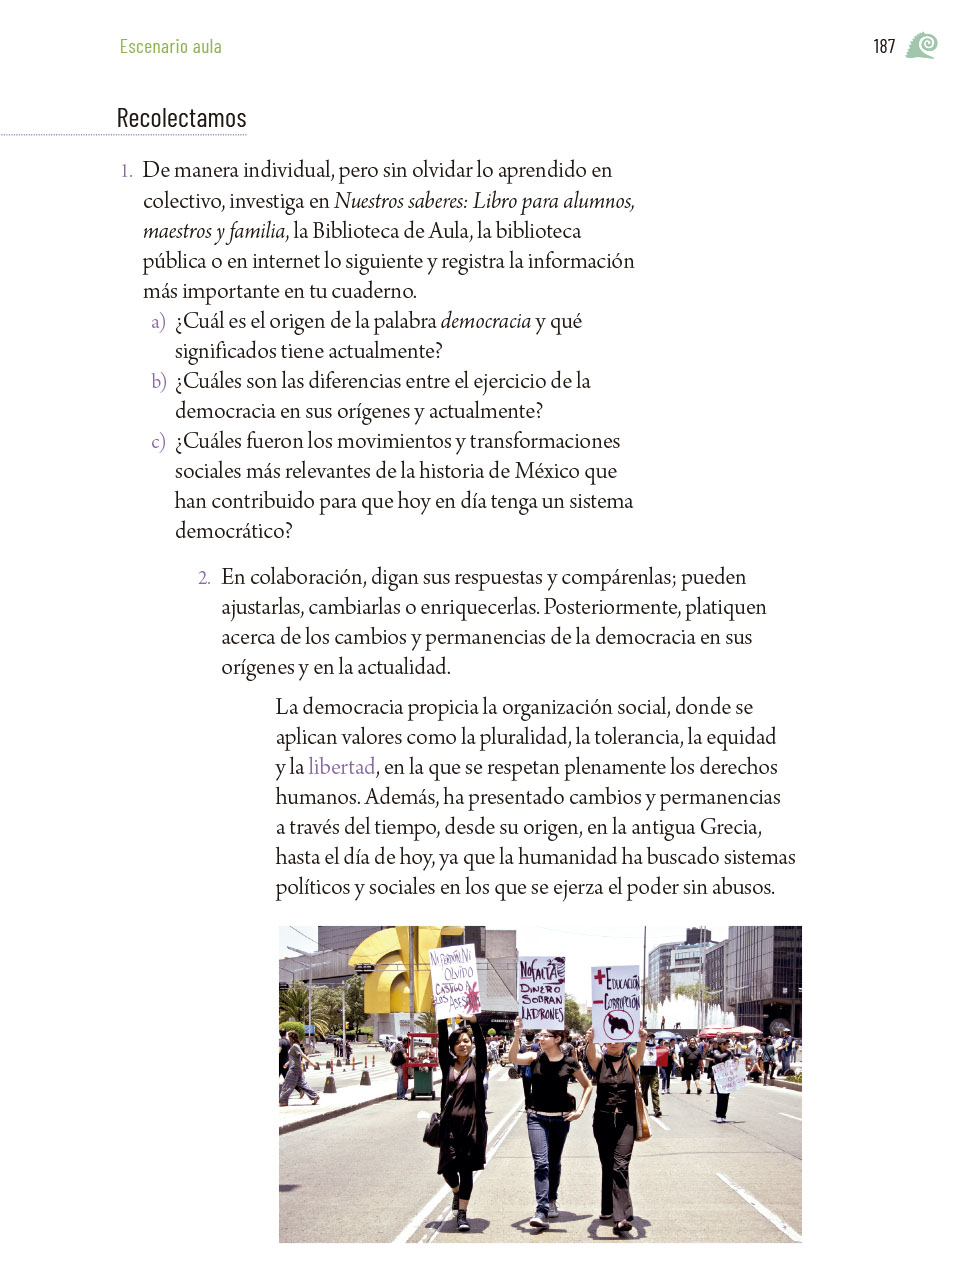 Escenario aula
187
Recolectamos
1. De manera individual, pero sin olvidar lo aprendido en
colectivo, investiga en Nuestros saberes: Libro para alumnos,
maestros y familia, la Biblioteca de Aula, la biblioteca
pública o en internet lo siguiente y registra la información
más importante en tu cuaderno.
a) ¿Cuál es el origen de la palabra democracia y qué
significados tiene actualmente?
b) ¿Cuáles son las diferencias entre el ejercicio de la
democracia en sus orígenes y actualmente?
c) ¿Cuáles fueron los movimientos y transformaciones
sociales más relevantes de la historia de México que
han contribuido para que hoy en día tenga un sistema
democrático?
2. En colaboración, digan sus respuestas y compárenlas; pueden
ajustarlas, cambiarlas o enriquecerlas. Posteriormente, platiquen
acerca de los cambios y permanencias de la democracia en sus
orígenes y en la actualidad.
La democracia propicia la organización social, donde se
aplican valores como la pluralidad, la tolerancia, la equidad
y la libertad, en la que se respetan plenamente los derechos
humanos. Además, ha presentado cambios y permanencias
a través del tiempo, desde su origen, en la antigua Grecia,
hasta el día de hoy, ya que la humanidad ha buscado sistemas
políticos y sociales en los que se ejerza el poder sin abusos.
NI PERDÓN, NI
OLVIDO
CASTIGO A
LOS ASESINOS
NO FALTA
DINERO
SOBRAN
LADRONES
+ EDUCACIÓN
- CORRUPCIÓN